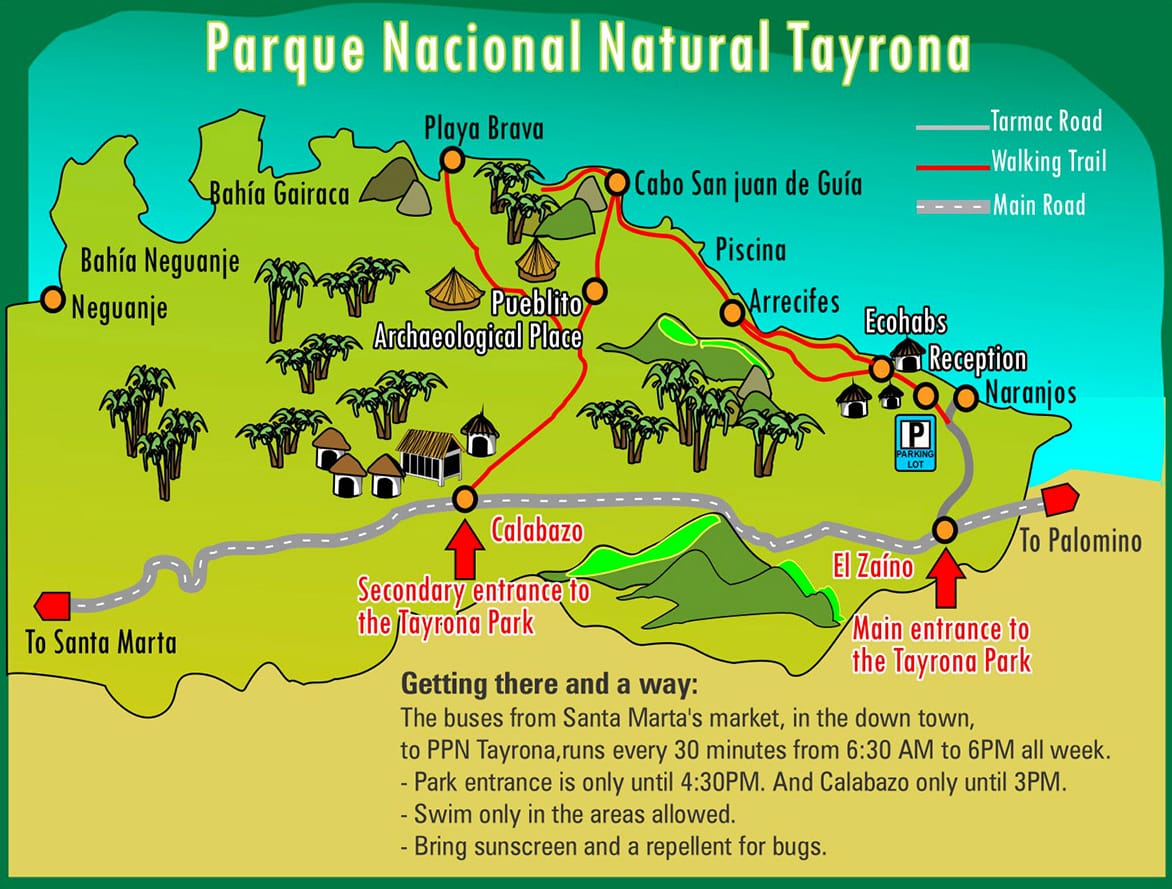 Parque Nacional Natural Tayrona
Tarmac Road
Walking Trail
Main Road
Playa Brava
Bahía Gairaca
Cabo San juan de Guía
Bahía Neguanje
Neguanje
Piscina
Pueblito
Archaeological Place
Arrecifes
Ecohabs
Reception
Naranjos
P
PARKING
LOT
Calabazo
Secondary entrance to
the Tayrona Park
El Zaíno
Main entrance to
the Tayrona Park
To Palomino
To Santa Marta
Getting there and a way:
The buses from Santa Marta's market, in the down town,
to PPN Tayrona,runs every 30 minutes from 6:30 AM to 6PM all week.
- Park entrance is only until 4:30PM. And Calabazo only until 3PM.
- Swim only in the areas allowed.
- Bring sunscreen and a repellent for bugs.